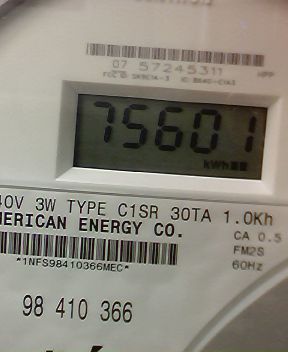 07 57245311
75601
kWh
40V 3W TYPE C1SR 30TA 1.0Kh
MERICAN ENERGY CO.
CA 0.5
FM2S
60Hz
*1NFS98410366MEC*
98 410 366